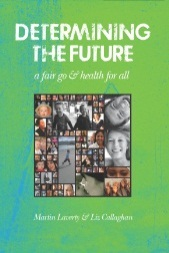 DETERMINING
THE FUTURE
a fair go & health for all
Martin Laverty & Liz Callaghan